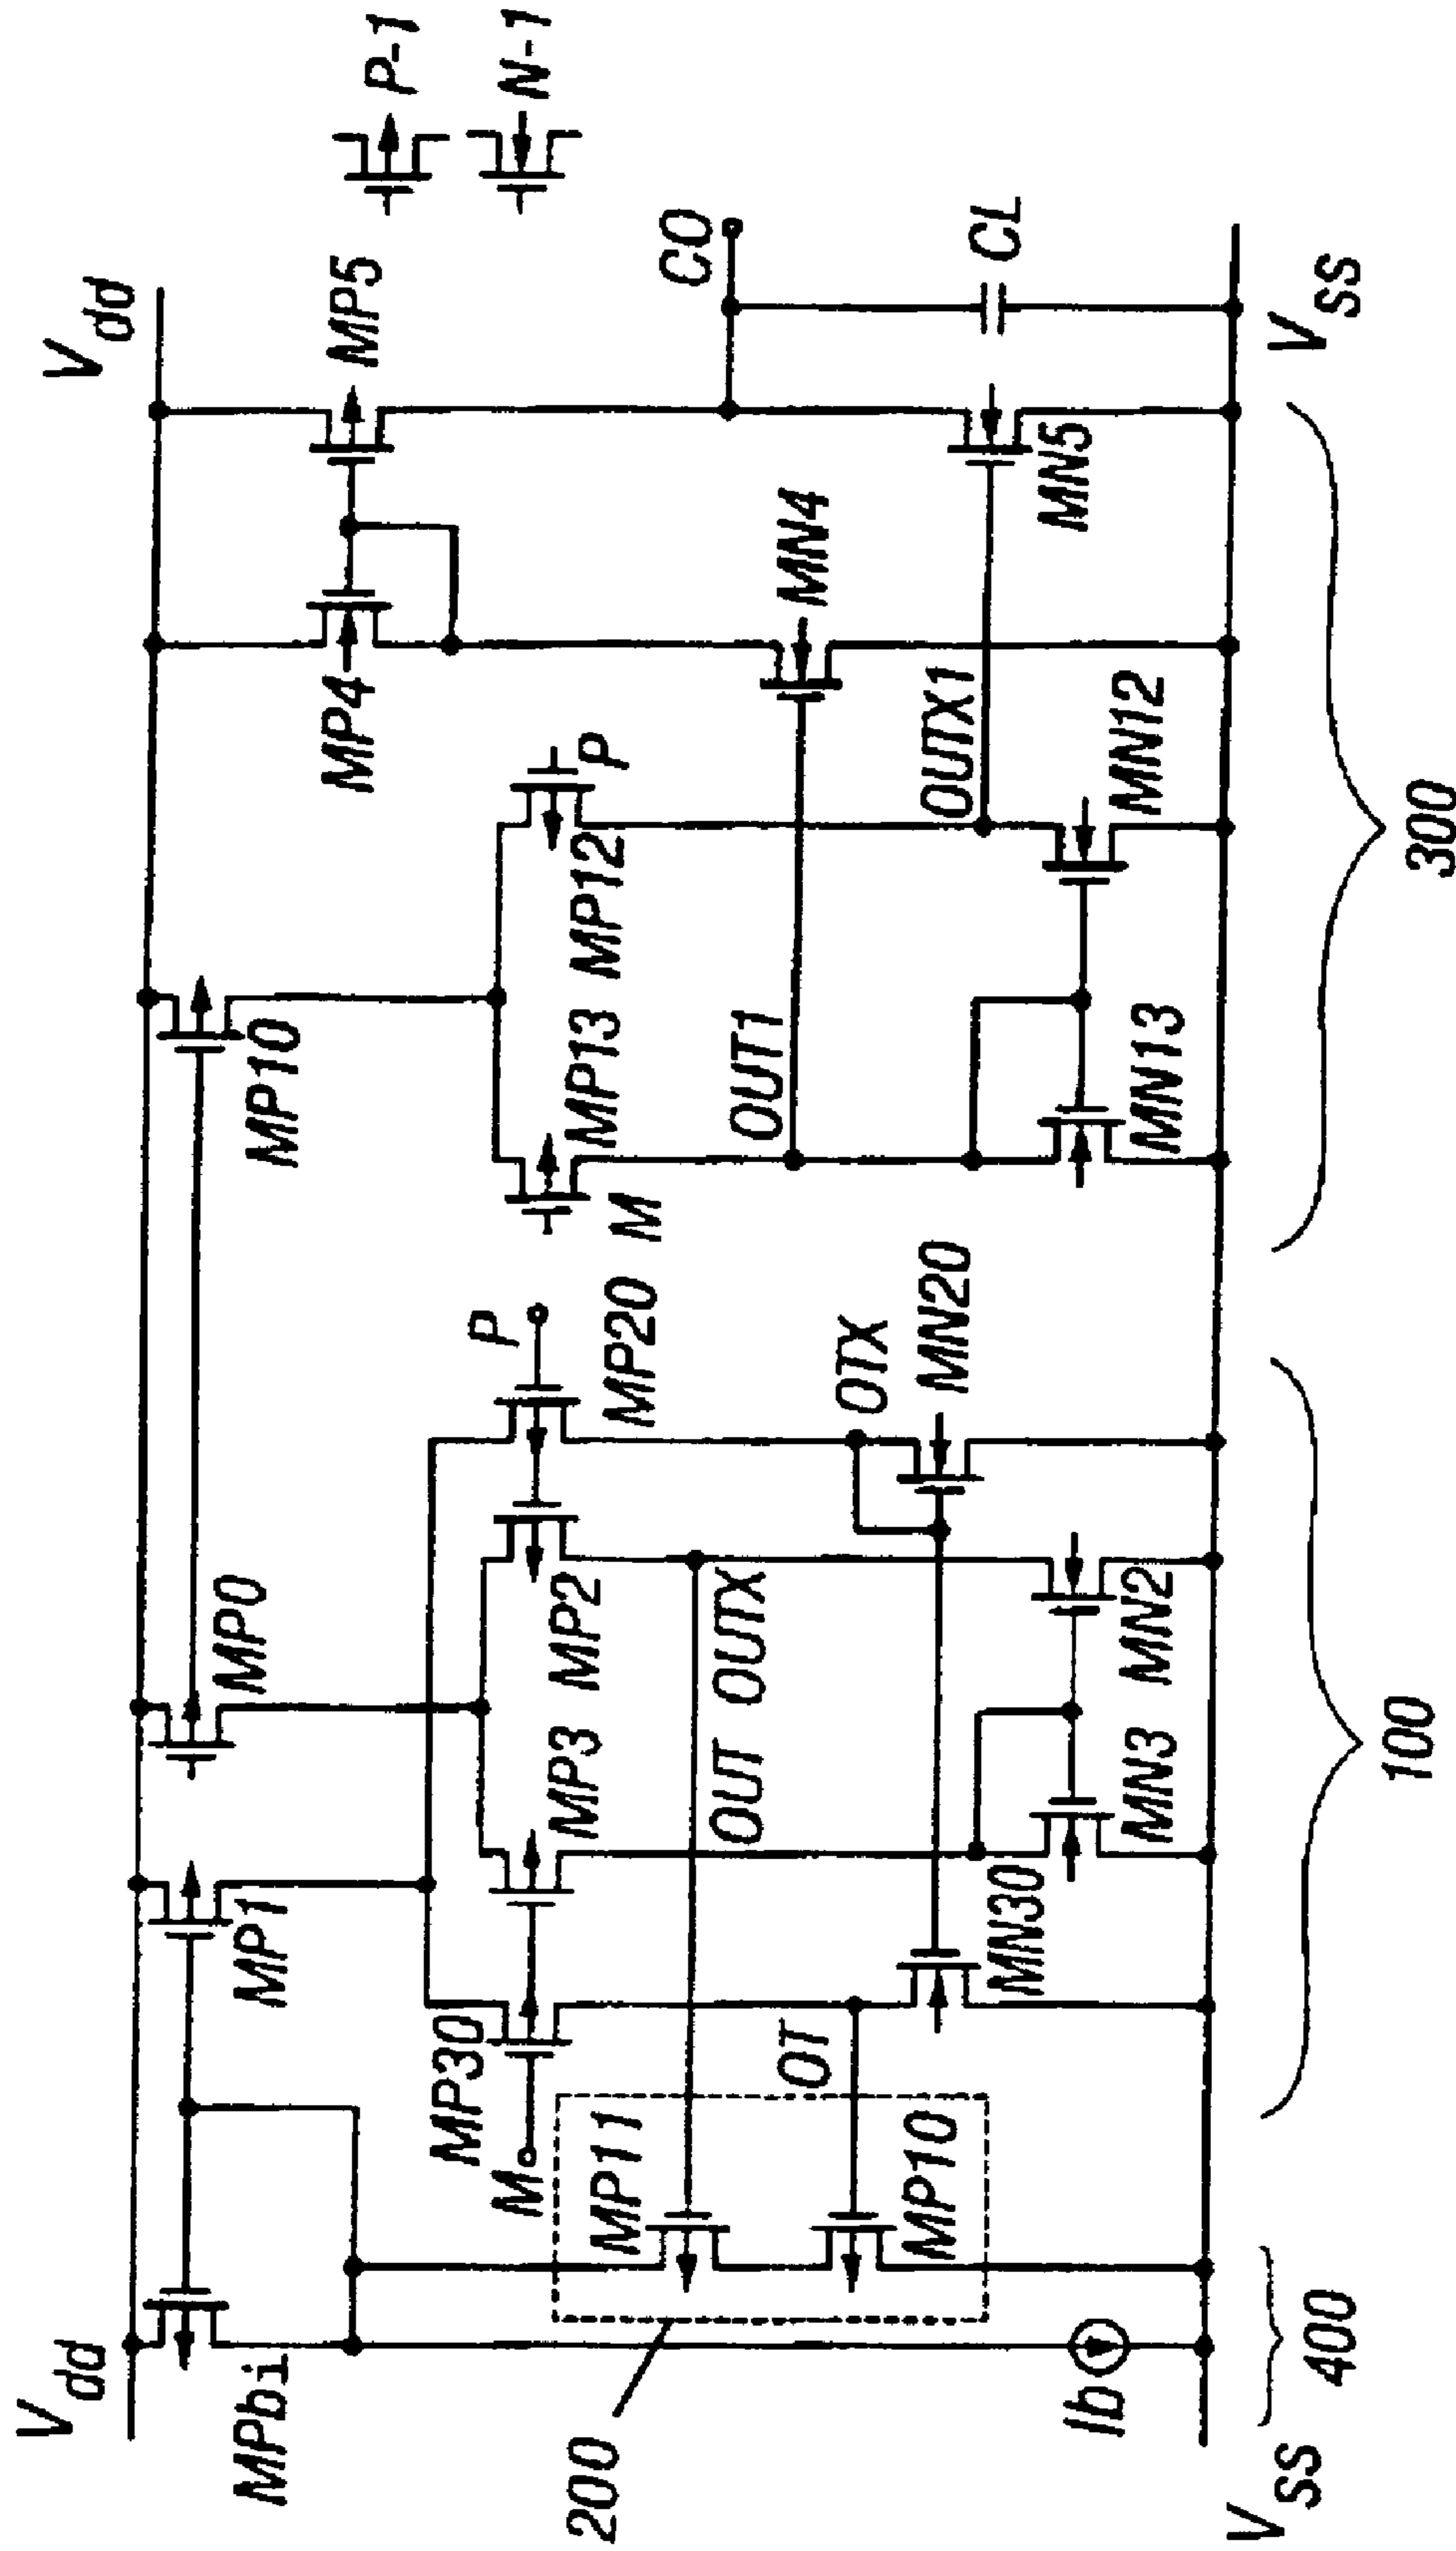 Vdd
Vdd
MPbi
MP1
MP0
MP10
MP4
MP5
P-1
N-1
MP30
M
MP3
MP2
P
MP20
MP13
M
MP12
P
MN4
CO
CL
200
MP11
MP10
OUT OUTX
OT
OTX
OUT1
OUTX1
MN30
MN20
MN3
MN2
MN13
MN12
MN5
Ib
VSS
VSS
400
100
300